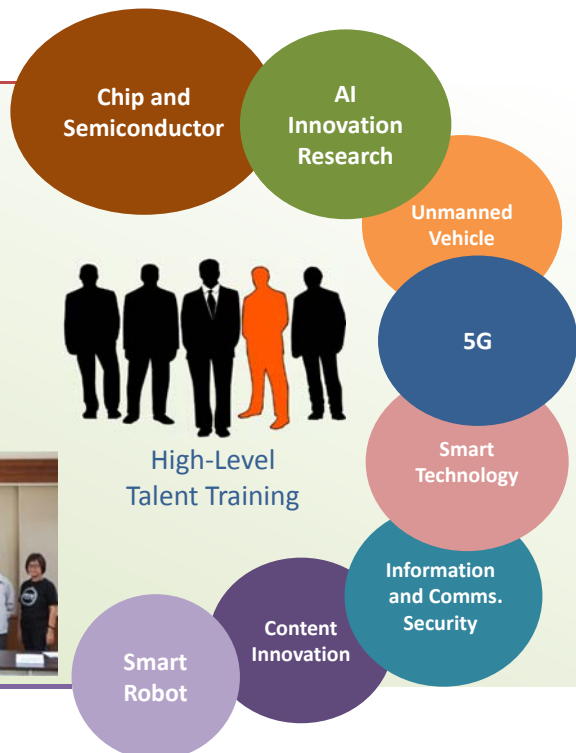 Chip and
Semiconductor
AI
Innovation
Research
Unmanned
Vehicle
5G
High-Level
Talent Training
Smart
Technology
Information
and Comms.
Security
Content
Innovation
Smart
Robot